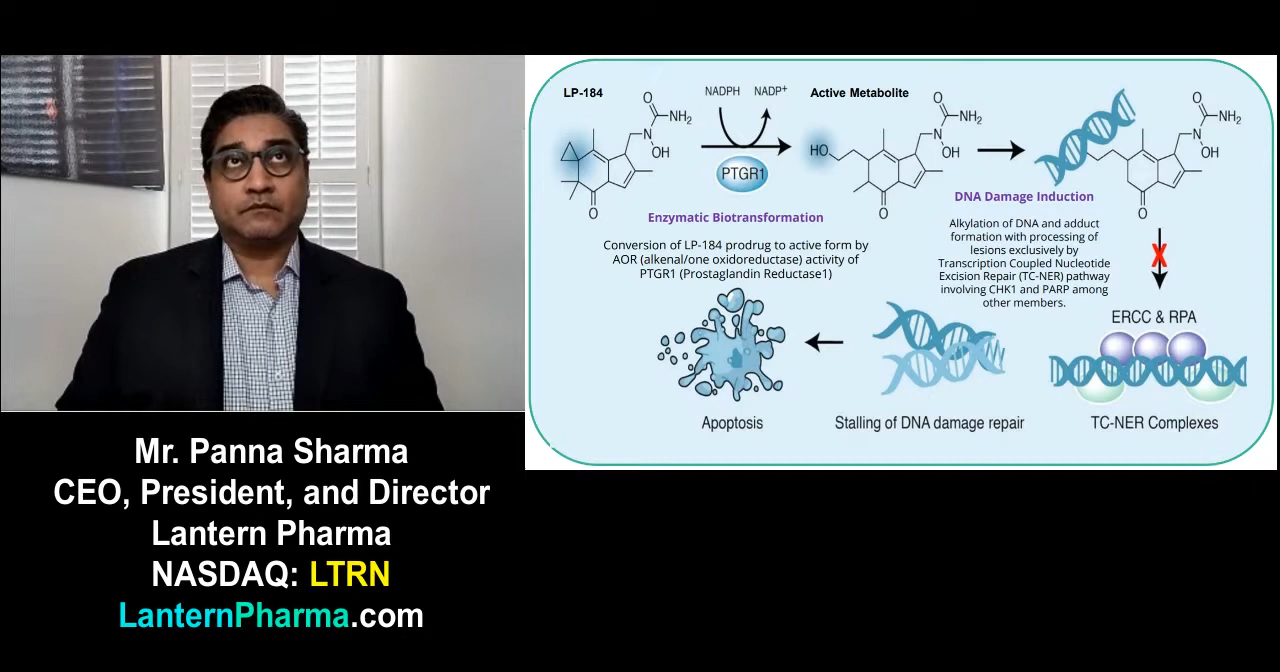 Mr. Panna Sharma
CEO, President, and Director
Lantern Pharma
NASDAQ: LTRN
LanternPharma.com
LP-184
NADPH NADP+
PTGR1
Active Metabolite
O
NH₂
N
OH
O
HO
O
NH₂
N
OH
O
O
NH₂
N
OH
O
Enzymatic Biotransformation
Conversion of LP-184 prodrug to active form by
AOR (alkenal/one oxidoreductase) activity of
PTGR1 (Prostaglandin Reductase1)
DNA Damage Induction
Alkylation of DNA and adduct
formation with processing of
lesions exclusively by
Transcription Coupled Nucleotide
Excision Repair (TC-NER) pathway
involving CHK1 and PARP among
other members.
X
ERCC & RPA
TC-NER Complexes
Stalling of DNA damage repair
Apoptosis